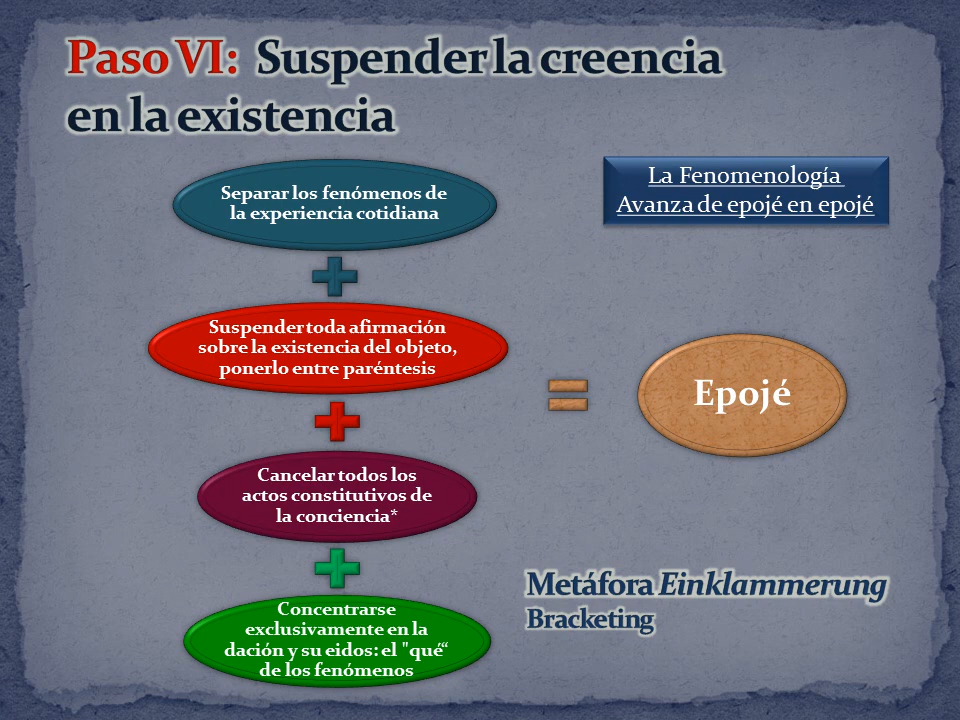 Paso VI: Suspender la creencia
en la existencia
Separar los fenómenos de
la experiencia cotidiana
La Fenomenología
Avanza de epojé en epojé
Suspender toda afirmación
sobre la existencia del objeto,
ponerlo entre paréntesis
Epojé
Cancelar todos los
actos constitutivos de
la conciencia*
Metáfora Einklammerung
Bracketing
Concentrarse
exclusivamente en la
dación y su eidos: el "qué“
de los fenómenos